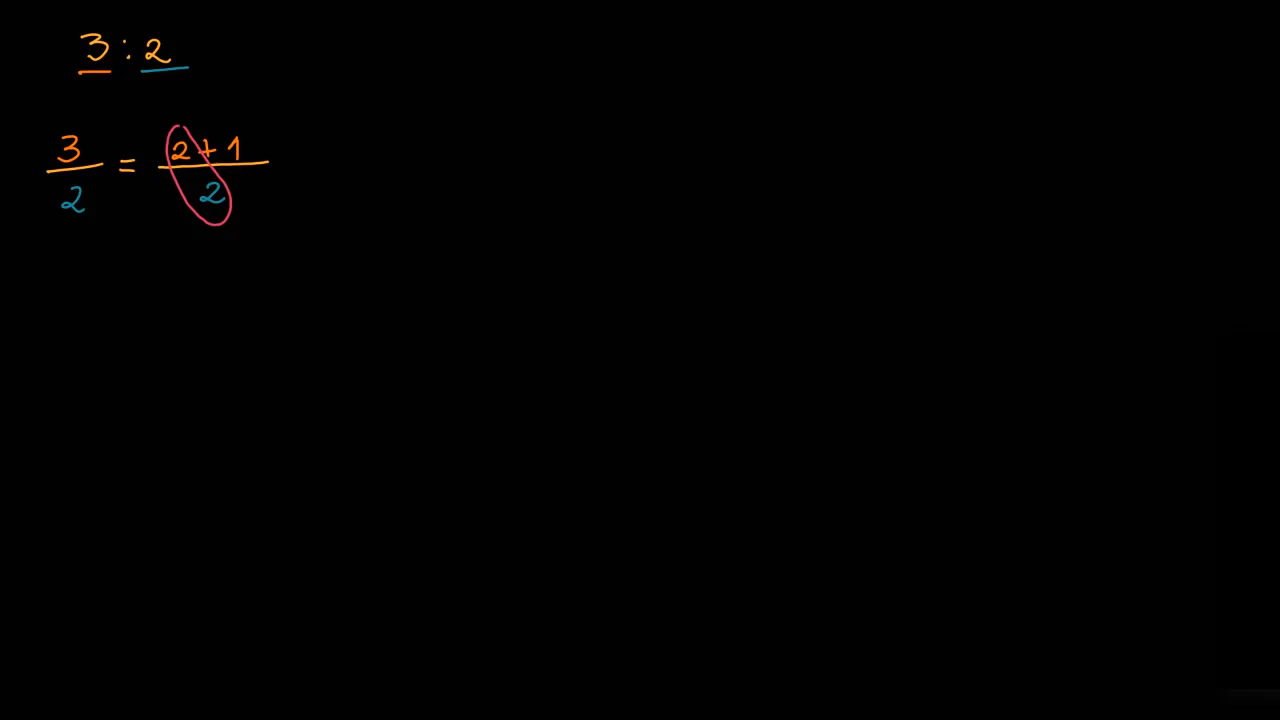 3 : 2
3/2 = (2 + 1)/2